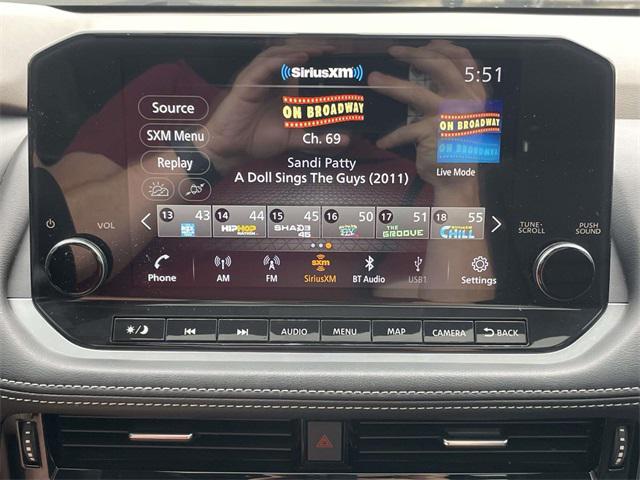 ((SiriusXM))
5:51
Source
ON BROADWAY
SXM Menu
Ch. 69
ON BROADWAY
Replay
Sandi Patty
A Doll Sings The Guys (2011)
Live Mode
13 43 14 44 15 45 16 50 17 51 18 55
HIPHOP NATION SHADE 45 THE GROOVE CHILL
VOL
TUNE-SCROLL
PUSH SOUND
Phone AM FM SiriusXM BT Audio USB1 Settings
AUDIO MENU MAP CAMERA BACK